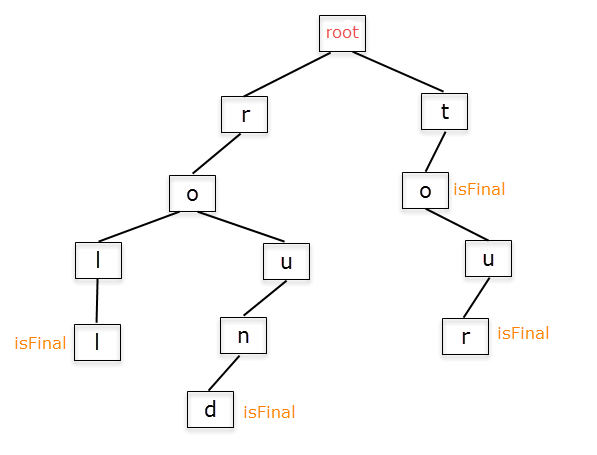 root
r
t
o
o isFinal
l
u
u
isFinal l
n
r isFinal
d isFinal